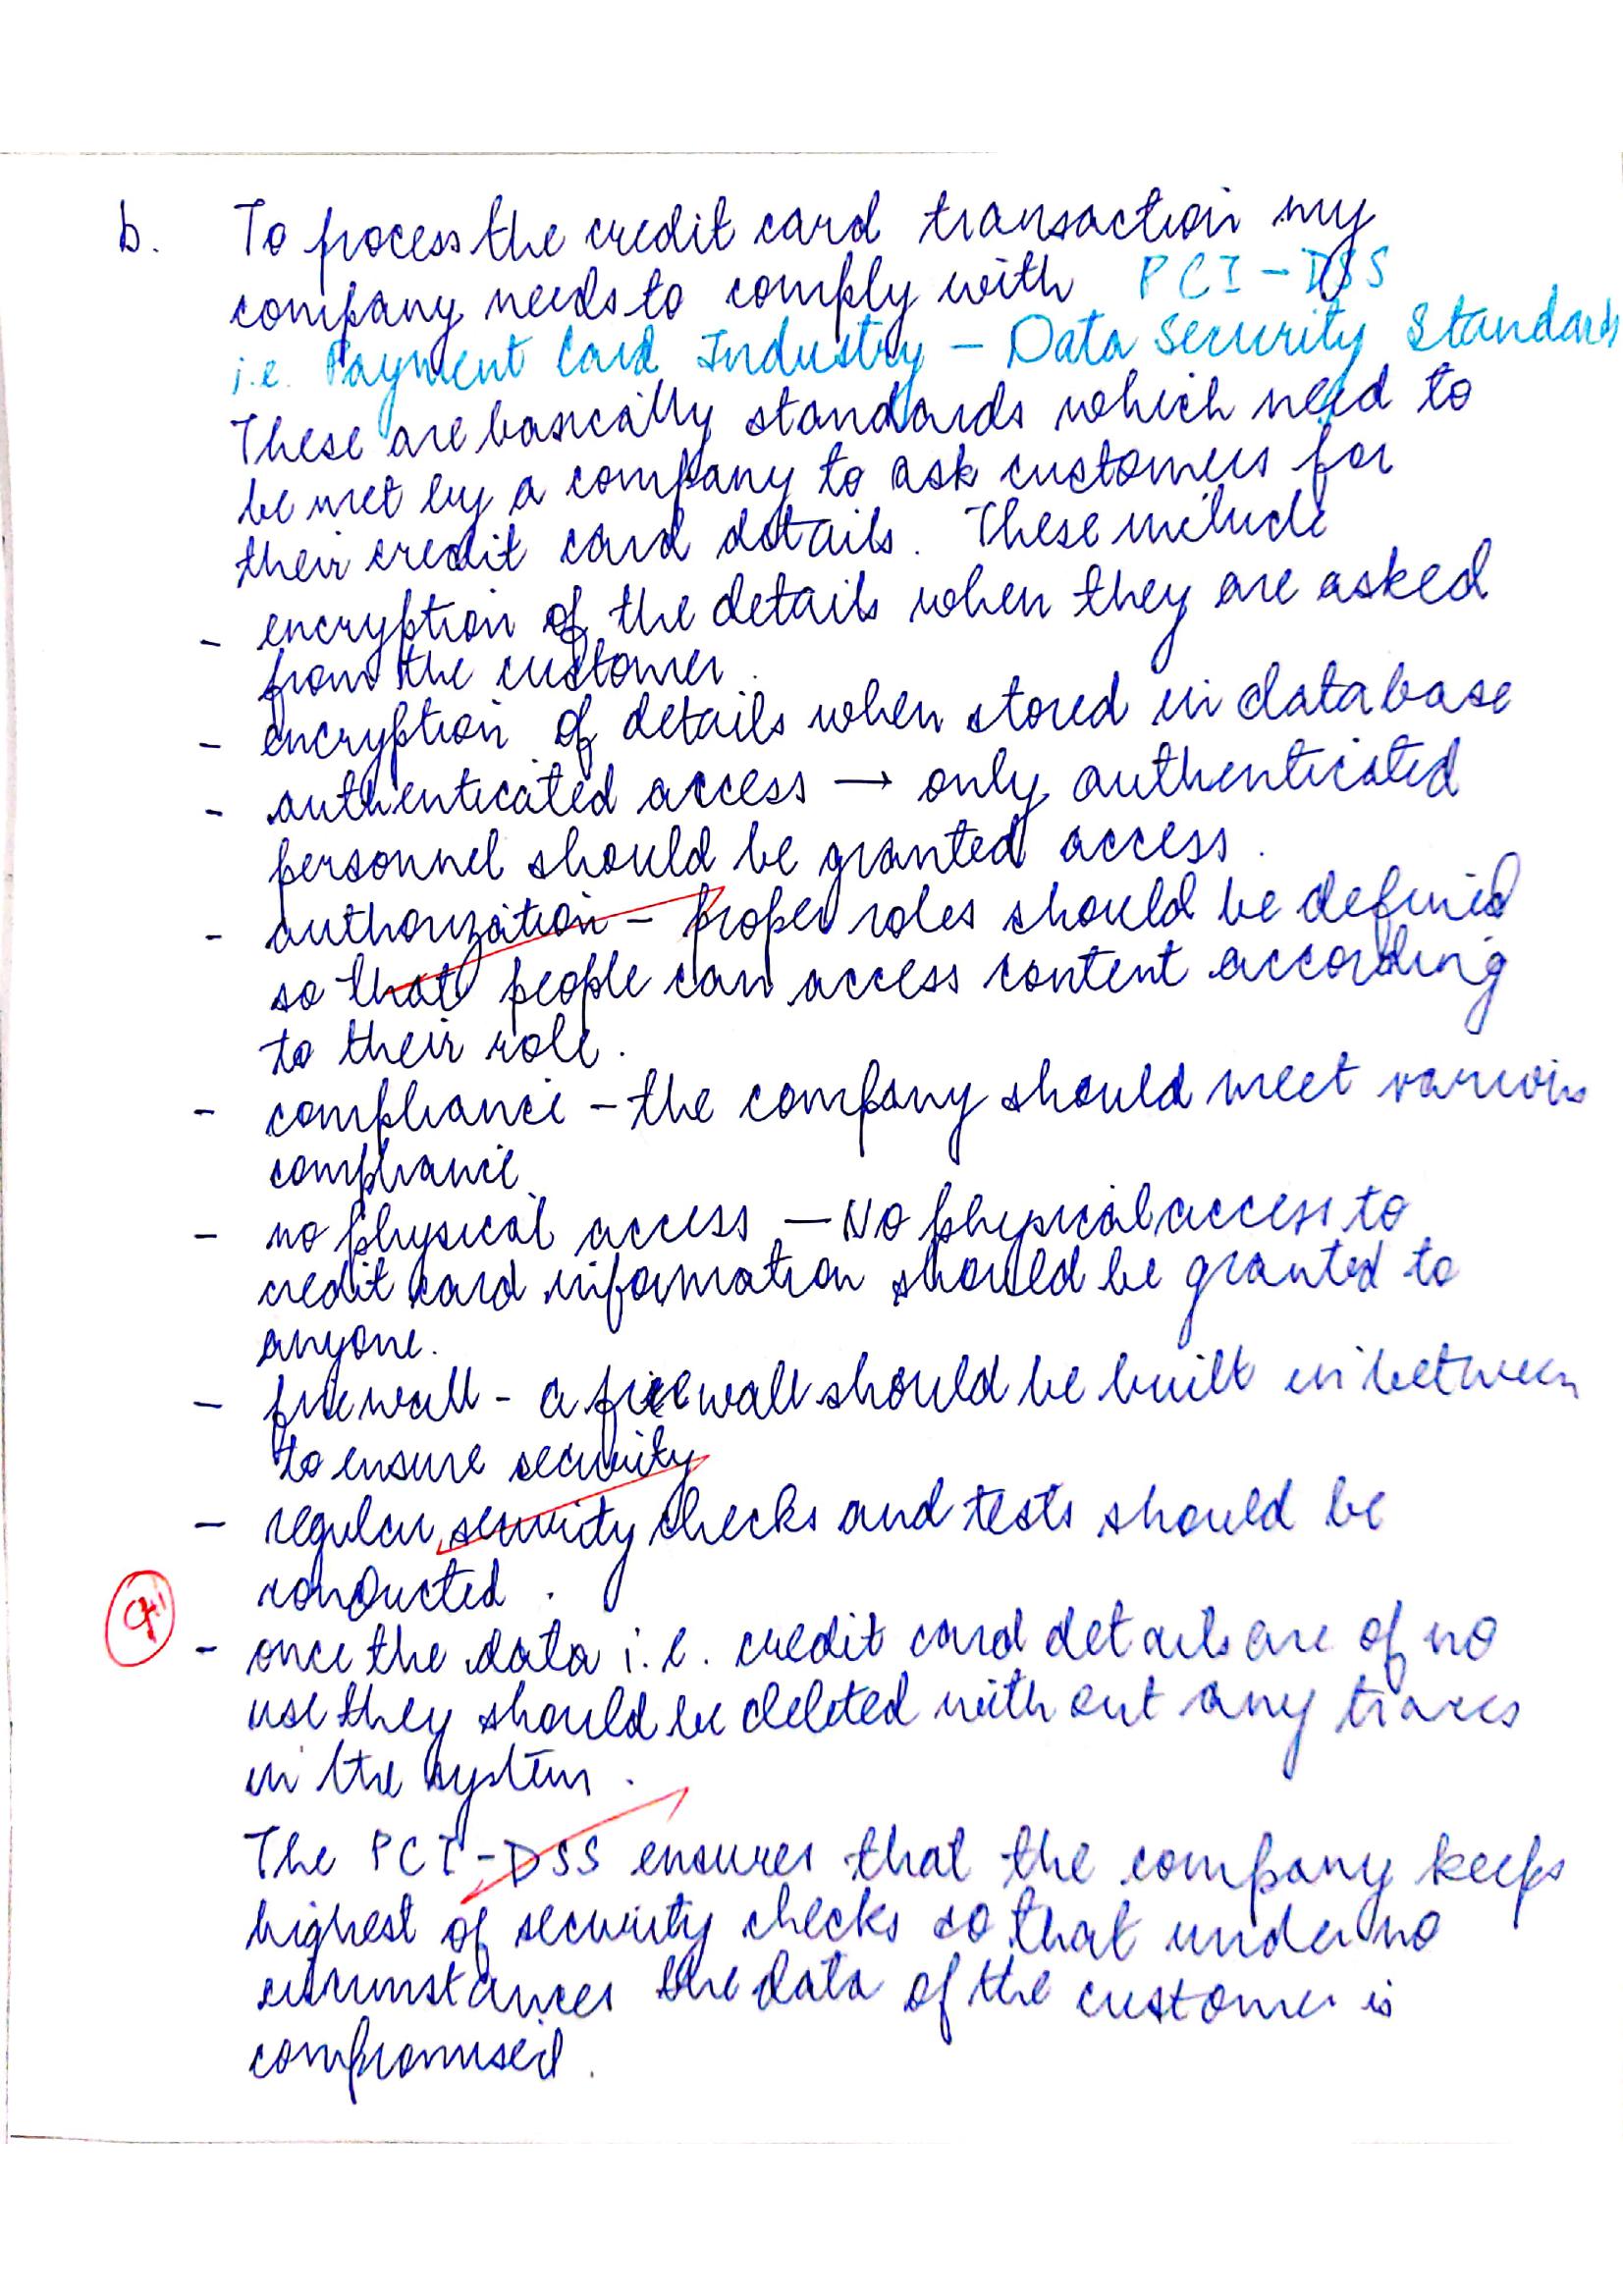 b. To process the credit card transaction my
company needs to comply with PCI-DSS
i.e. Payment Card Industry - Data Security Standards
These are basically standards which need to
be met by a company to ask customers for
their credit card details. These include
- encryption of the details when they are asked
from the customer.
- encryption of details when stored in database
- authenticated access → only authenticated
personnel should be granted access.
- authorization - proper roles should be defined
so that people can access content according
to their role.
- compliance - the company should meet various
compliance
- no physical access - No physical access to
credit card information should be granted to
anyone.
- firewall - a firewall should be built in between
to ensure security
- regular security checks and tests should be
conducted.
- once the data i.e. credit card details are of no
use they should be deleted without any traces
in the system.
The PCI-DSS ensures that the company keeps
highest of security checks so that under no
circumstances the data of the customer is
compromised.